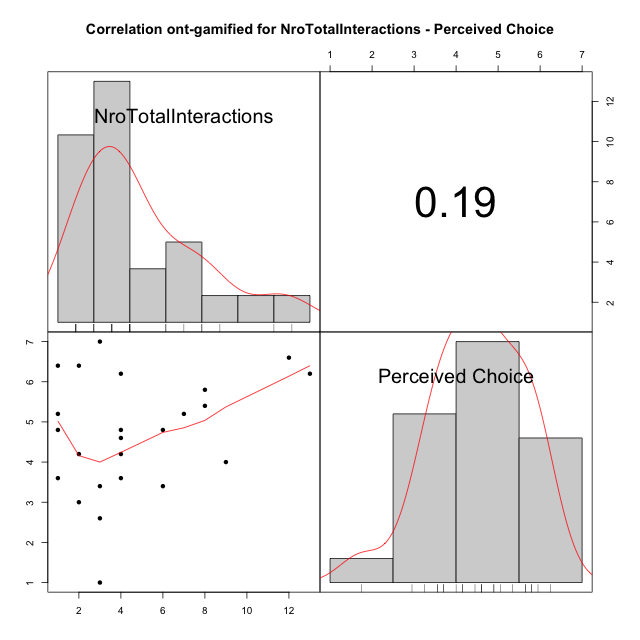 Correlation ont-gamified for NroTotalInteractions - Perceived Choice
1 2 3 4 5 6 7
NroTotalInteractions
0.19
12
10
8
6
4
2
7
6
5
4
3
2
1
Perceived Choice
2 4 6 8 10 12